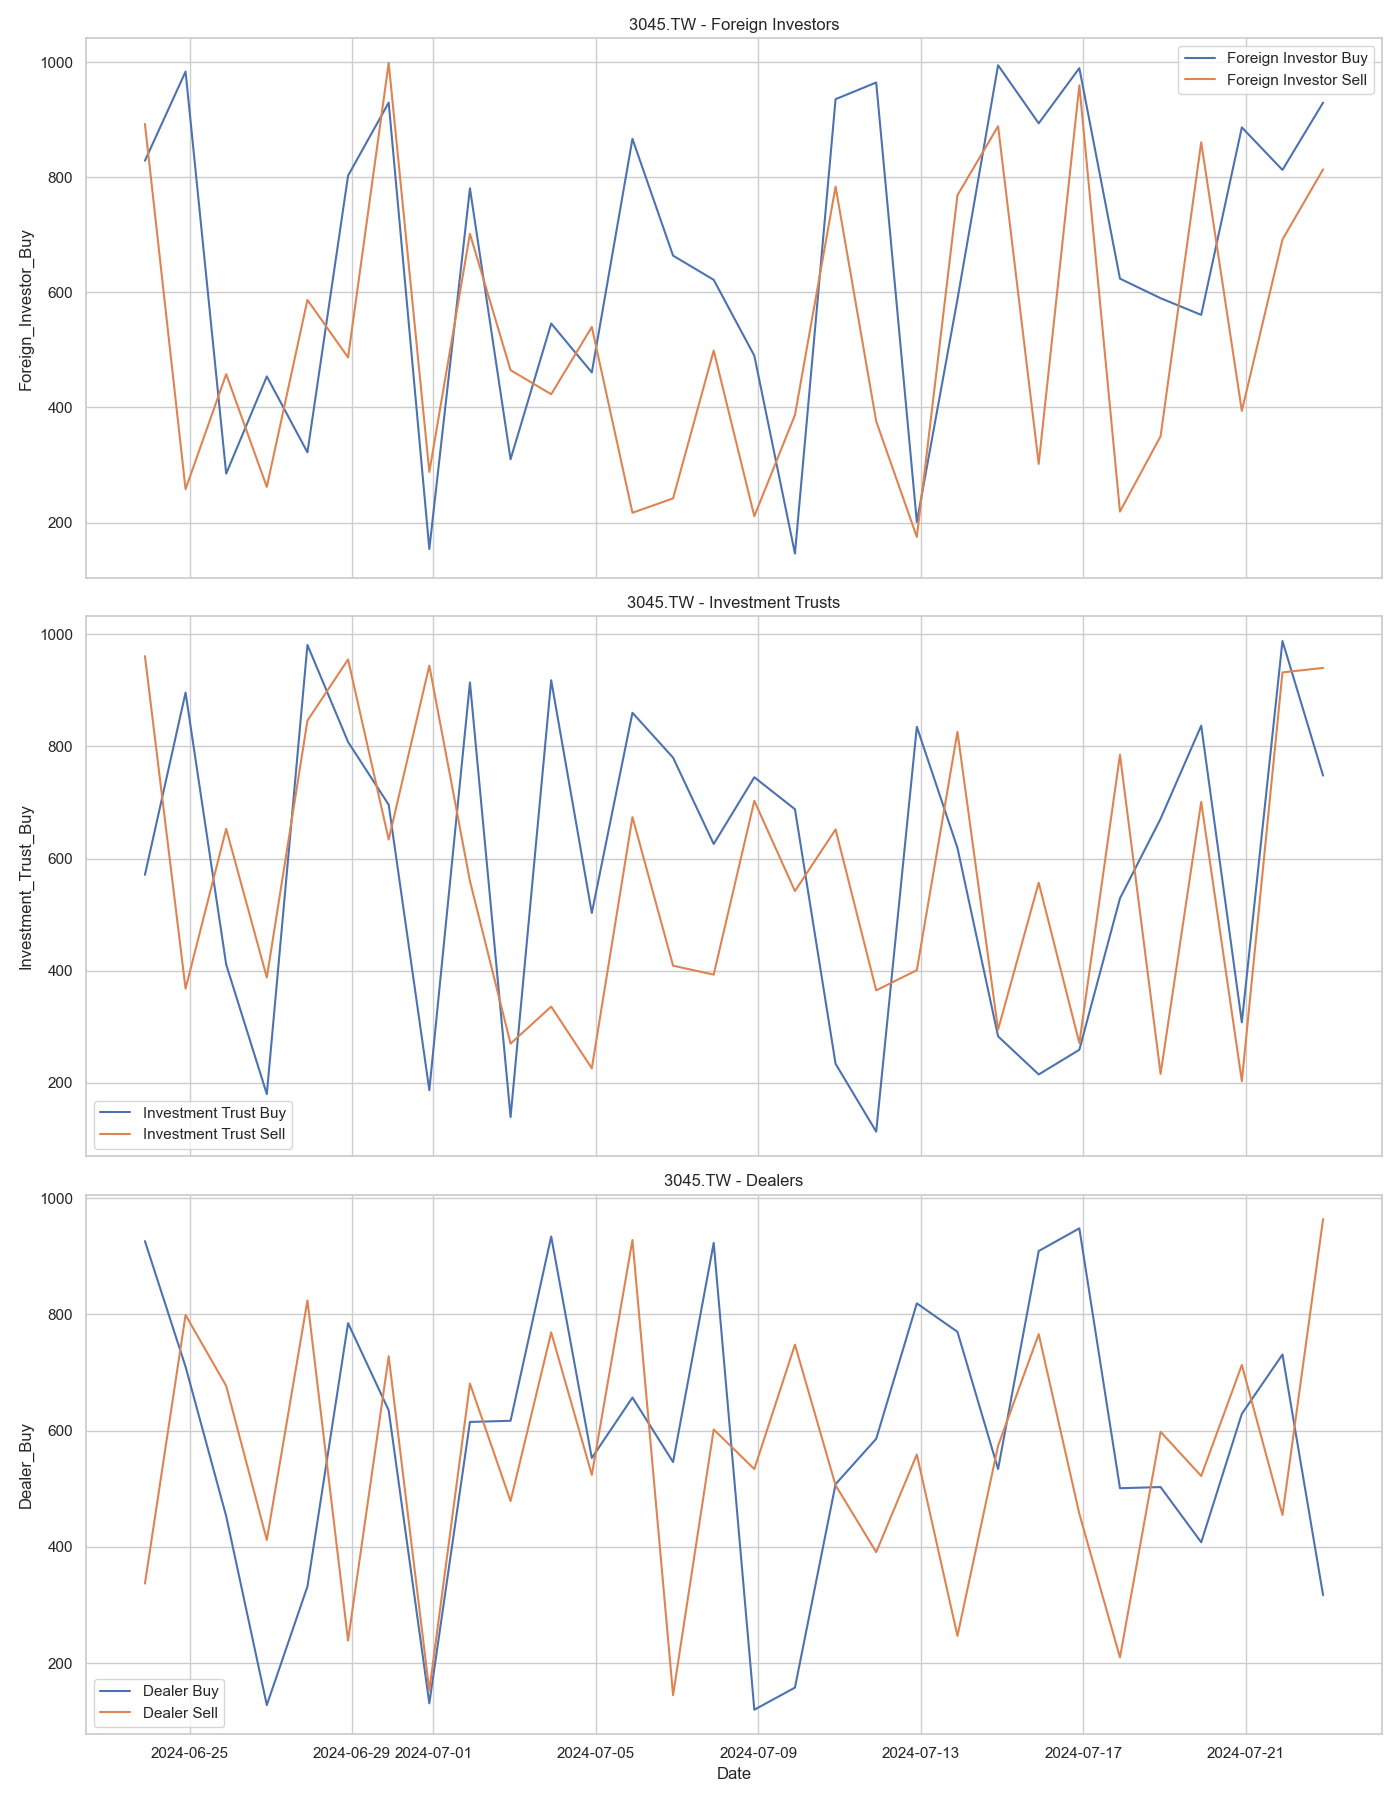 3045.TW - Foreign Investors
Foreign_Investor_Buy
1000
800
600
400
200
Foreign Investor Buy
Foreign Investor Sell
3045.TW - Investment Trusts
Investment_Trust_Buy
1000
800
600
400
200
Investment Trust Buy
Investment Trust Sell
3045.TW - Dealers
Dealer_Buy
1000
800
600
400
200
Dealer Buy
Dealer Sell
2024-06-25 2024-06-29 2024-07-01 2024-07-05 2024-07-09 2024-07-13 2024-07-17 2024-07-21
Date